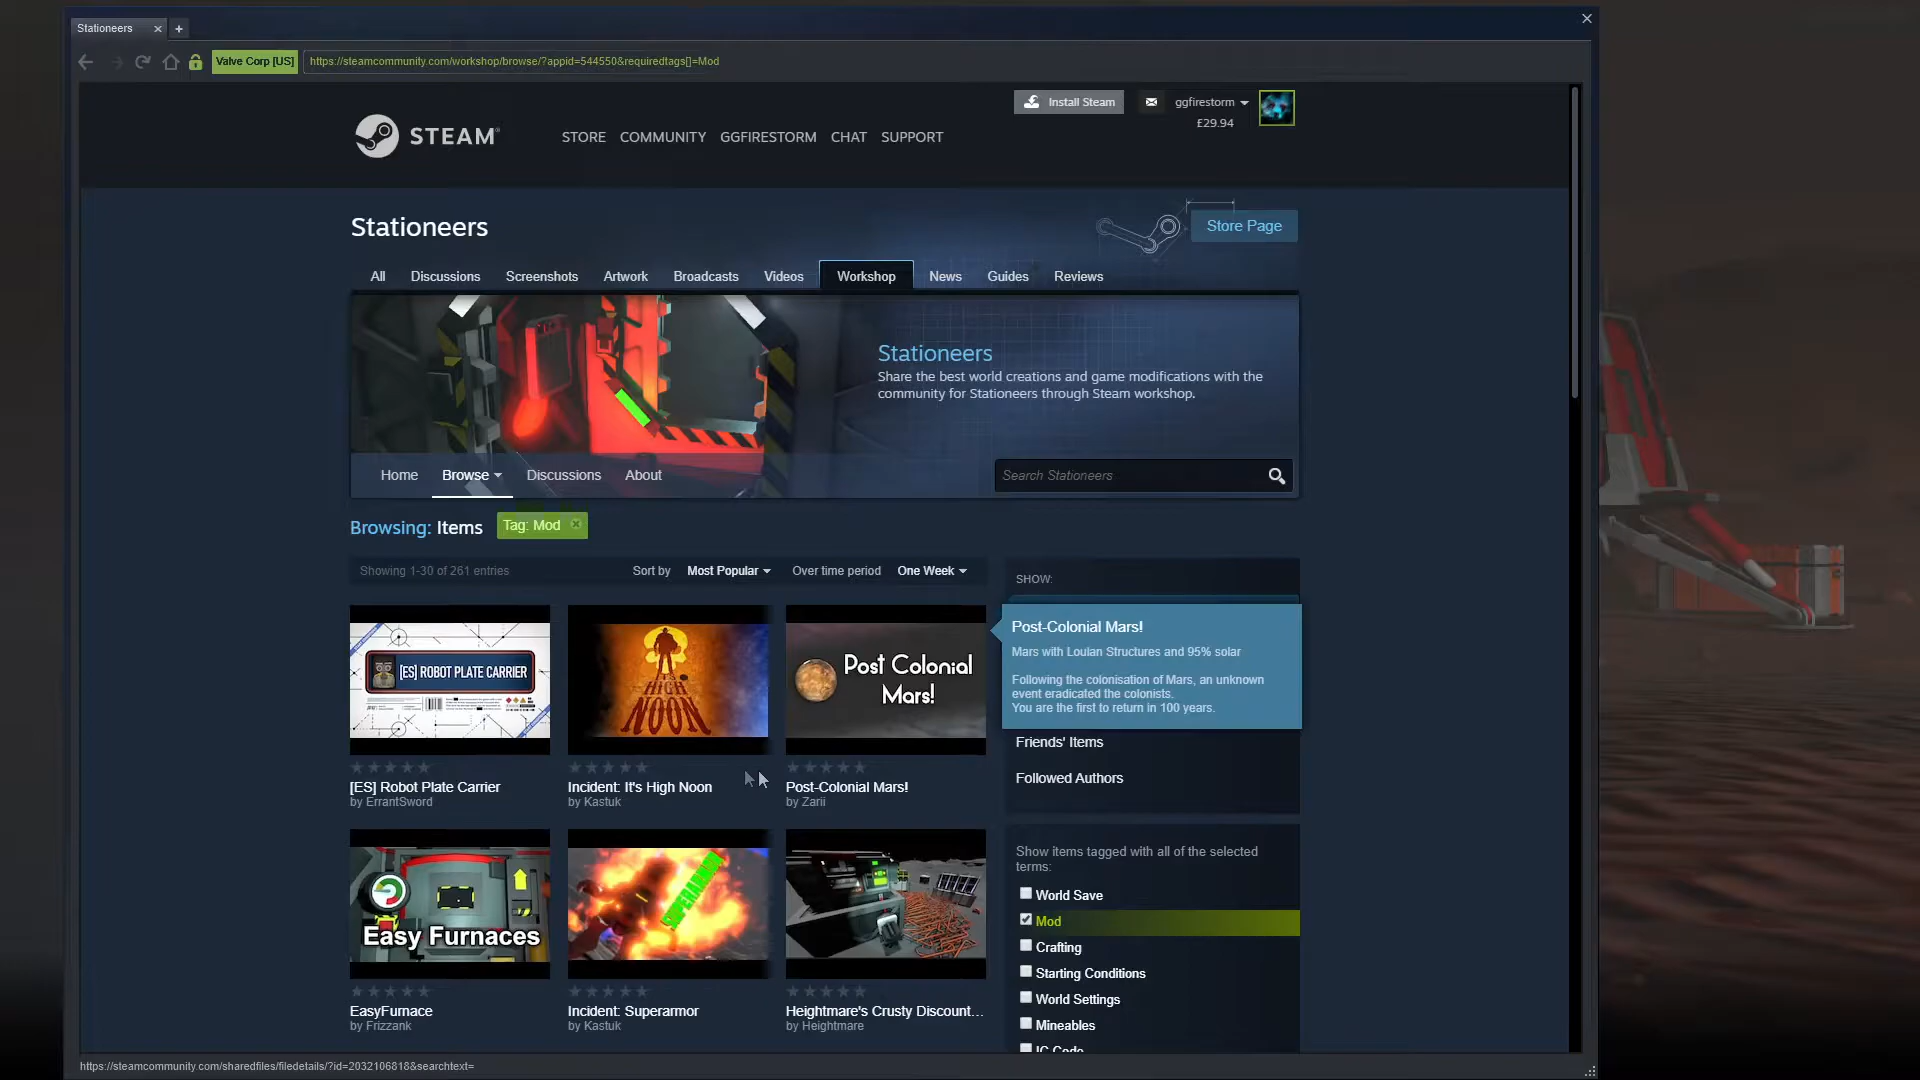 Stationeers
Valve Corp [US]
https://steamcommunity.com/workshop/browse/?appid=544550&requiredtags[]=Mod
Install Steam
ggfirestorm
£29.94
STEAM
STORE COMMUNITY GGFIRESTORM CHAT SUPPORT
Stationeers
Store Page
All Discussions Screenshots Artwork Broadcasts Videos Workshop News Guides Reviews
Stationeers
Share the best world creations and game modifications with the
community for Stationeers through Steam workshop.
Home Browse Discussions About
Search Stationeers
Browsing: Items
Tag: Mod
Showing 1-30 of 261 entries
Sort by Most Popular Over time period One Week
[ES] ROBOT PLATE CARRIER
IT'S
HIGH
NOON
Post Colonial
Mars!
[ES] Robot Plate Carrier
by ErrantSword
Incident: It's High Noon
by Kastuk
Post-Colonial Mars!
by Zarii
Easy Furnaces
SUPERARMOR
EasyFurnace
by Frizzank
Incident: Superarmor
by Kastuk
Heightmare's Crusty Discount...
by Heightmare
SHOW:
Post-Colonial Mars!
Mars with Louian Structures and 95% solar
Following the colonisation of Mars, an unknown
event eradicated the colonists.
You are the first to return in 100 years.
Friends' Items
Followed Authors
Show items tagged with all of the selected
terms:
World Save
Mod
Crafting
Starting Conditions
World Settings
Mineables
IC Code
https://steamcommunity.com/sharedfiles/filedetails/?id=2032106818&searchtext=